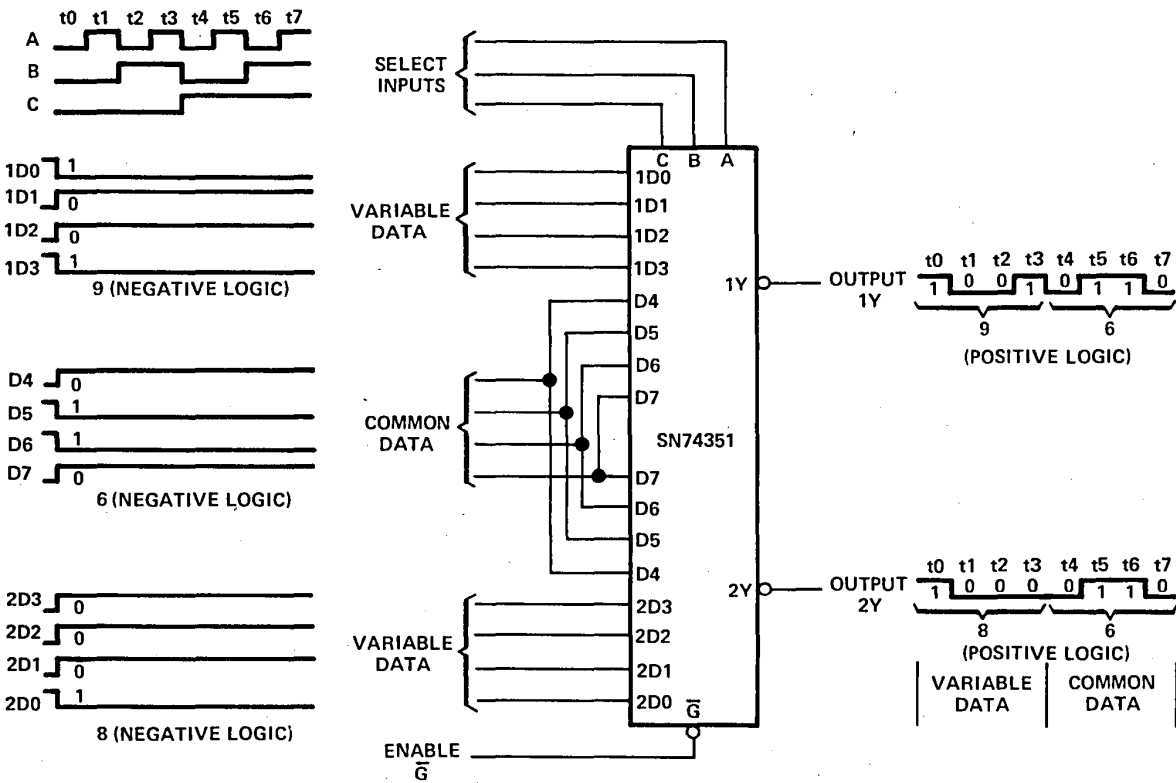 t0 t1 t2 t3 t4 t5 t6 t7
A
B
C
1D0 1
1D1 0
1D2 0
1D3 1
9 (NEGATIVE LOGIC)
D4 0
D5 1
D6 1
D7 0
6 (NEGATIVE LOGIC)
2D3 0
2D2 0
2D1 0
2D0 1
8 (NEGATIVE LOGIC)
SELECT
INPUTS
VARIABLE
DATA
COMMON
DATA
VARIABLE
DATA
ENABLE
G̅
C B A
1D0
1D1
1D2
1D3
D4
D5
D6
D7
SN74351
D7
D6
D5
D4
2D3
2D2
2D1
2D0
G̅
1Y
2Y
OUTPUT
1Y
t0 t1 t2 t3 t4 t5 t6 t7
1 0 0 1 0 1 1 0
9 6
(POSITIVE LOGIC)
OUTPUT
2Y
t0 t1 t2 t3 t4 t5 t6 t7
1 0 0 0 0 1 1 0
8 6
(POSITIVE LOGIC)
VARIABLE COMMON
DATA DATA